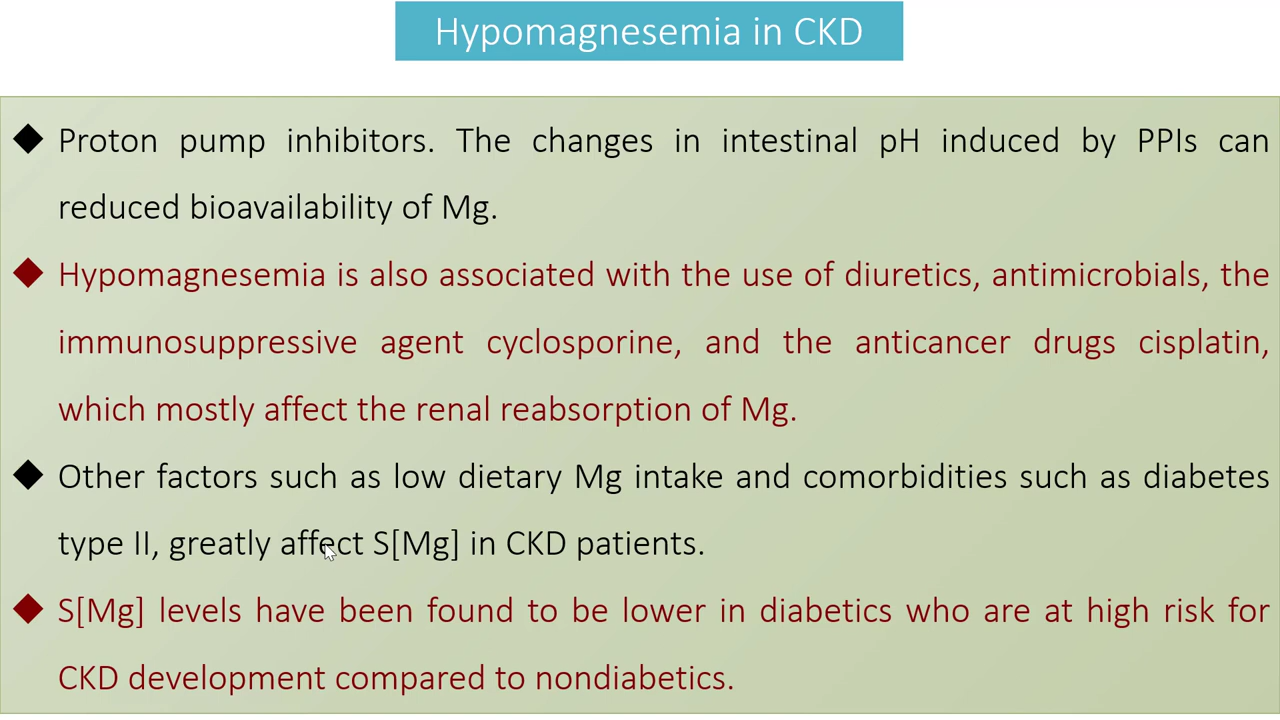 Hypomagnesemia in CKD
Proton pump inhibitors. The changes in intestinal pH induced by PPIs can
reduced bioavailability of Mg.
Hypomagnesemia is also associated with the use of diuretics, antimicrobials, the
immunosuppressive agent cyclosporine, and the anticancer drugs cisplatin,
which mostly affect the renal reabsorption of Mg.
Other factors such as low dietary Mg intake and comorbidities such as diabetes
type II, greatly affect S[Mg] in CKD patients.
S[Mg] levels have been found to be lower in diabetics who are at high risk for
CKD development compared to nondiabetics.